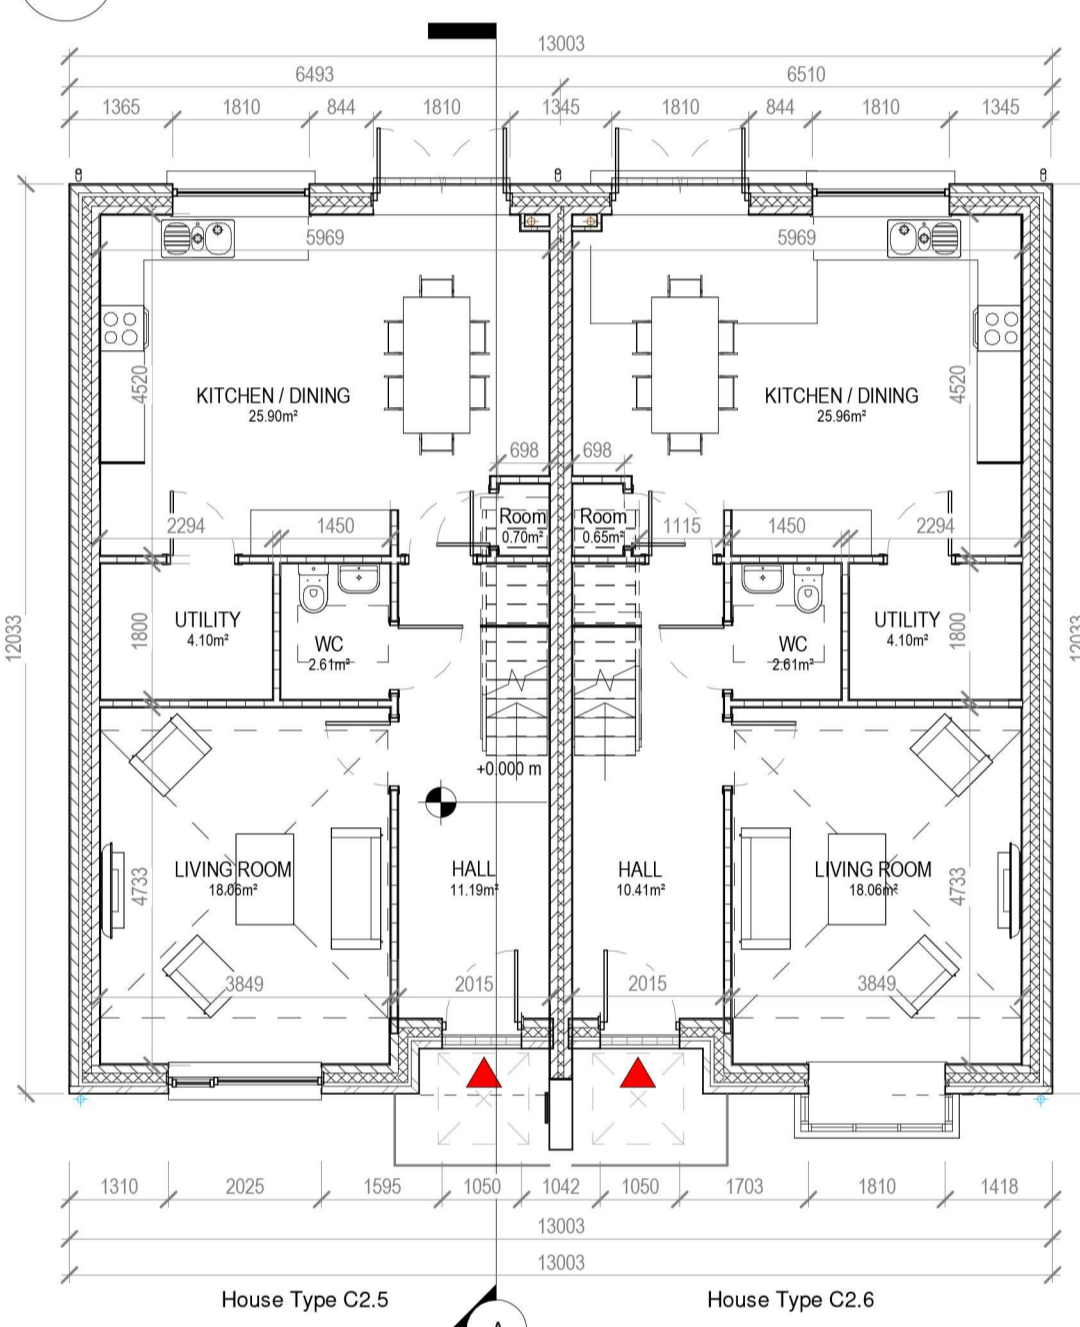 13003
6493 6510
1365 1810 844 1810 1345 1810 844 1810 1345
5969 5969
4520 4520
KITCHEN / DINING KITCHEN / DINING
25.90m² 25.96m²
698 698
Room Room
0.70m² 0.65m²
2294 1450 1115 1450 2294
12033 12033
UTILITY UTILITY
4.10m² 4.10m²
1800 1800
WC WC
2.61m² 2.61m²
+0.000 m
LIVING ROOM HALL HALL LIVING ROOM
18.06m² 11.19m² 10.41m² 18.06m²
4733 4733
3849 2015 2015 3849
1310 2025 1595 1050 1042 1050 1703 1810 1418
13003
13003
House Type C2.5 House Type C2.6
A